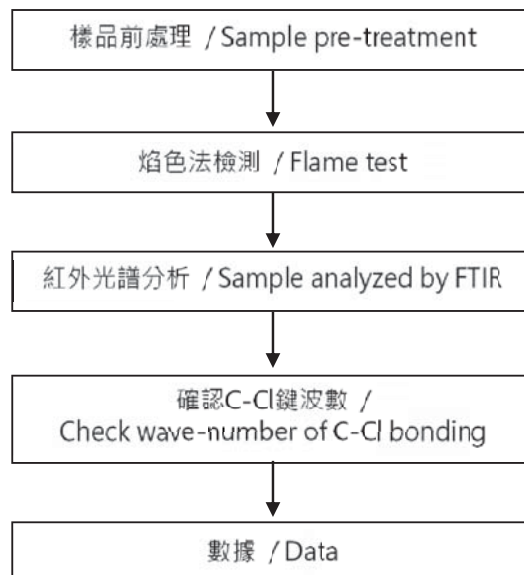 樣品前處理 / Sample pre-treatment
焰色法檢測 / Flame test
紅外光譜分析 / Sample analyzed by FTIR
確認C-Cl鍵波數 /
Check wave-number of C-Cl bonding
數據 / Data